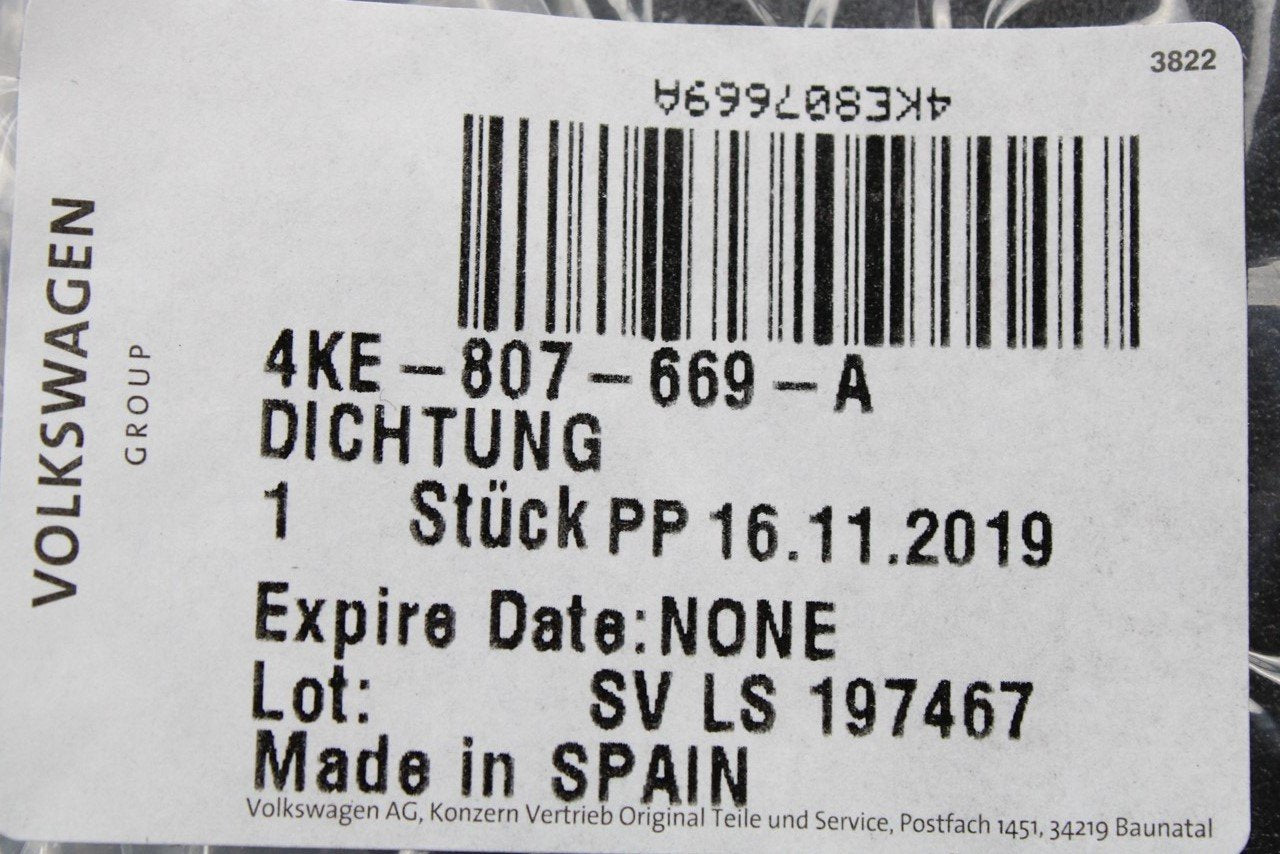 3822
4KE807669A
VOLKSWAGEN
GROUP
4KE-807-669-A
DICHTUNG
1 Stück PP 16.11.2019
Expire Date:NONE
Lot: SV LS 197467
Made in SPAIN
Volkswagen AG, Konzern Vertrieb Original Teile und Service, Postfach 1451, 34219 Baunatal